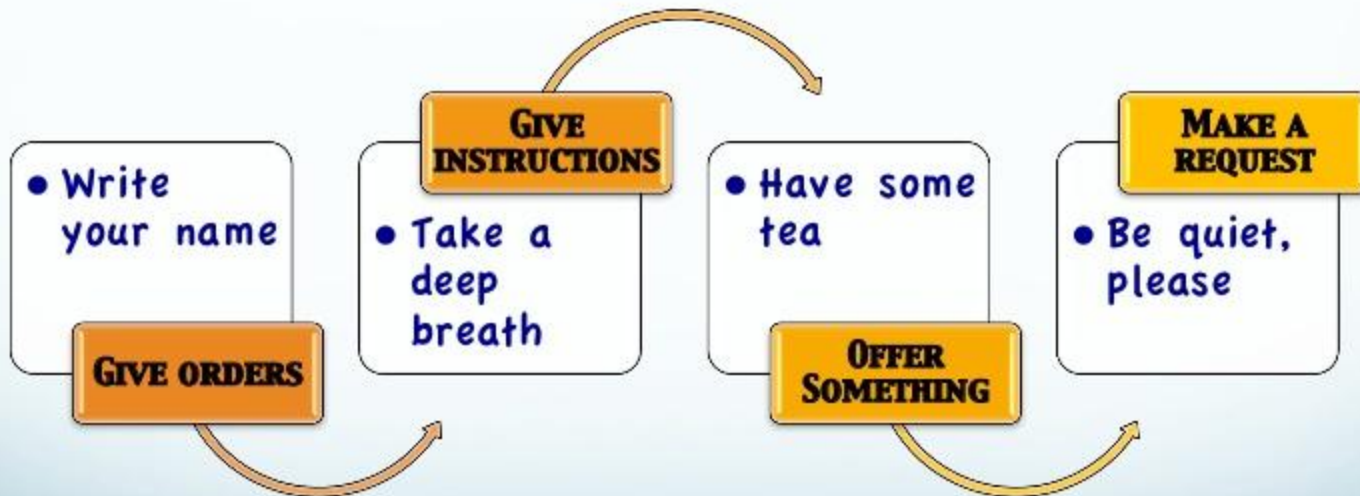 • Write
your name
GIVE ORDERS
GIVE
INSTRUCTIONS
• Take a
deep
breath
• Have some
tea
OFFER
SOMETHING
MAKE A
REQUEST
• Be quiet,
please